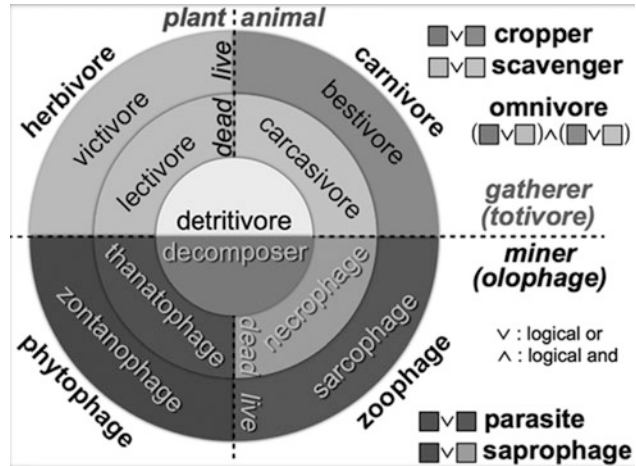 plant animal
herbivore
carnivore
live
dead
victivore
bestivore
lectivore
carcasivore
detritivore
decomposer
thanatophage
necrophage
zontanophage
sarcophage
dead
live
phytophage
zoophage
∨ cropper
∨ scavenger
omnivore
( ∨ )∧( ∨ )
gatherer
(totivore)
miner
(olophage)
∨ : logical or
∧ : logical and
∨ parasite
∨ saprophage